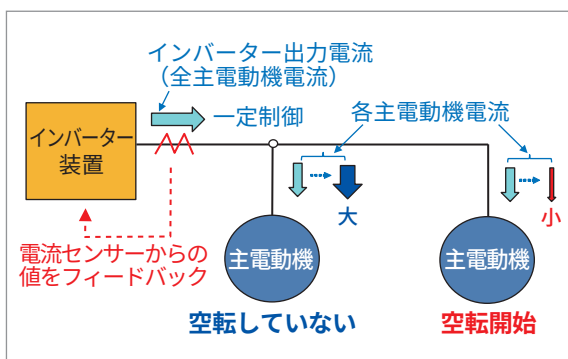 インバーター出力電流
（全主電動機電流）
一定制御
各主電動機電流
インバーター
装置
大
小
電流センサーからの
値をフィードバック
主電動機
主電動機
空転していない
空転開始